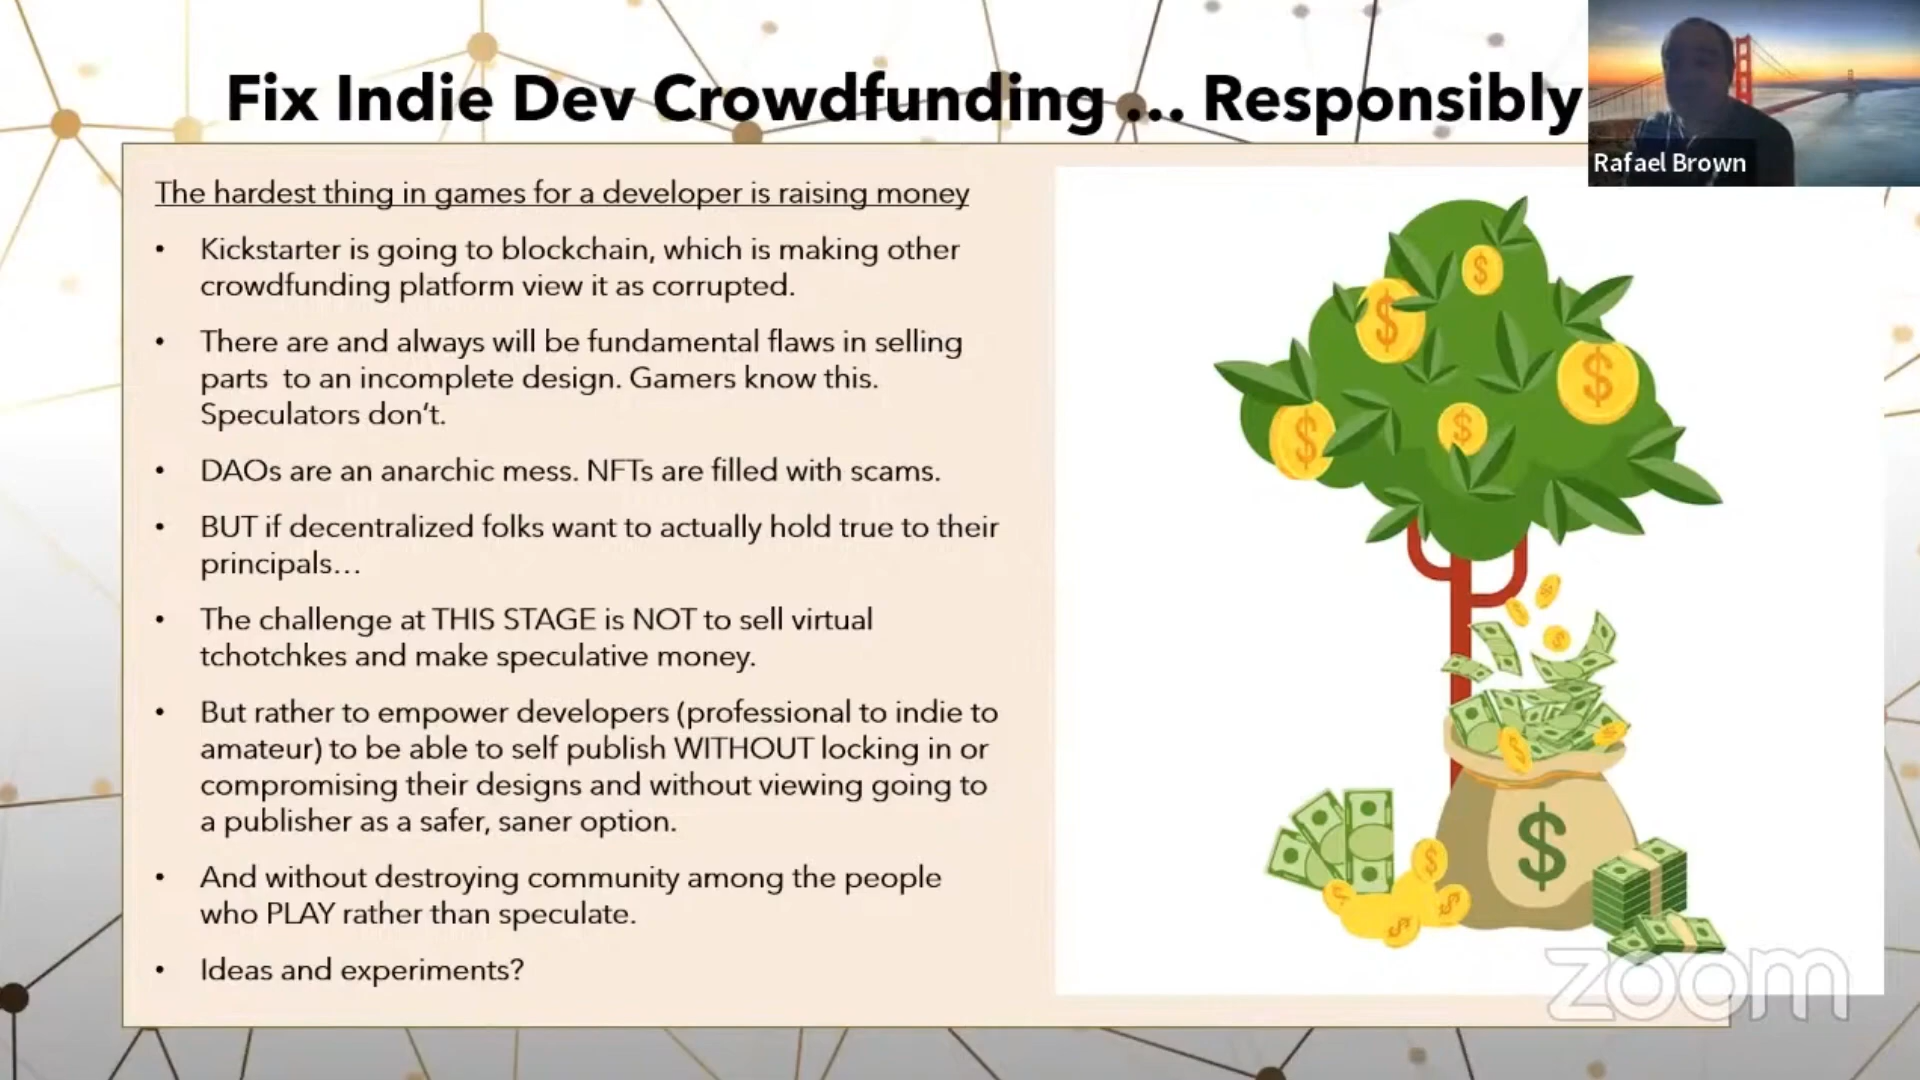 Fix Indie Dev Crowdfunding ... Responsibly
Rafael Brown
The hardest thing in games for a developer is raising money
• Kickstarter is going to blockchain, which is making other
crowdfunding platform view it as corrupted.
• There are and always will be fundamental flaws in selling
parts  to an incomplete design. Gamers know this.
Speculators don't.
• DAOs are an anarchic mess. NFTs are filled with scams.
• BUT if decentralized folks want to actually hold true to their
principals...
• The challenge at THIS STAGE is NOT to sell virtual
tchotchkes and make speculative money.
• But rather to empower developers (professional to indie to
amateur) to be able to self publish WITHOUT locking in or
compromising their designs and without viewing going to
a publisher as a safer, saner option.
• And without destroying community among the people
who PLAY rather than speculate.
• Ideas and experiments?
$
$
$
$
$
$
zoom